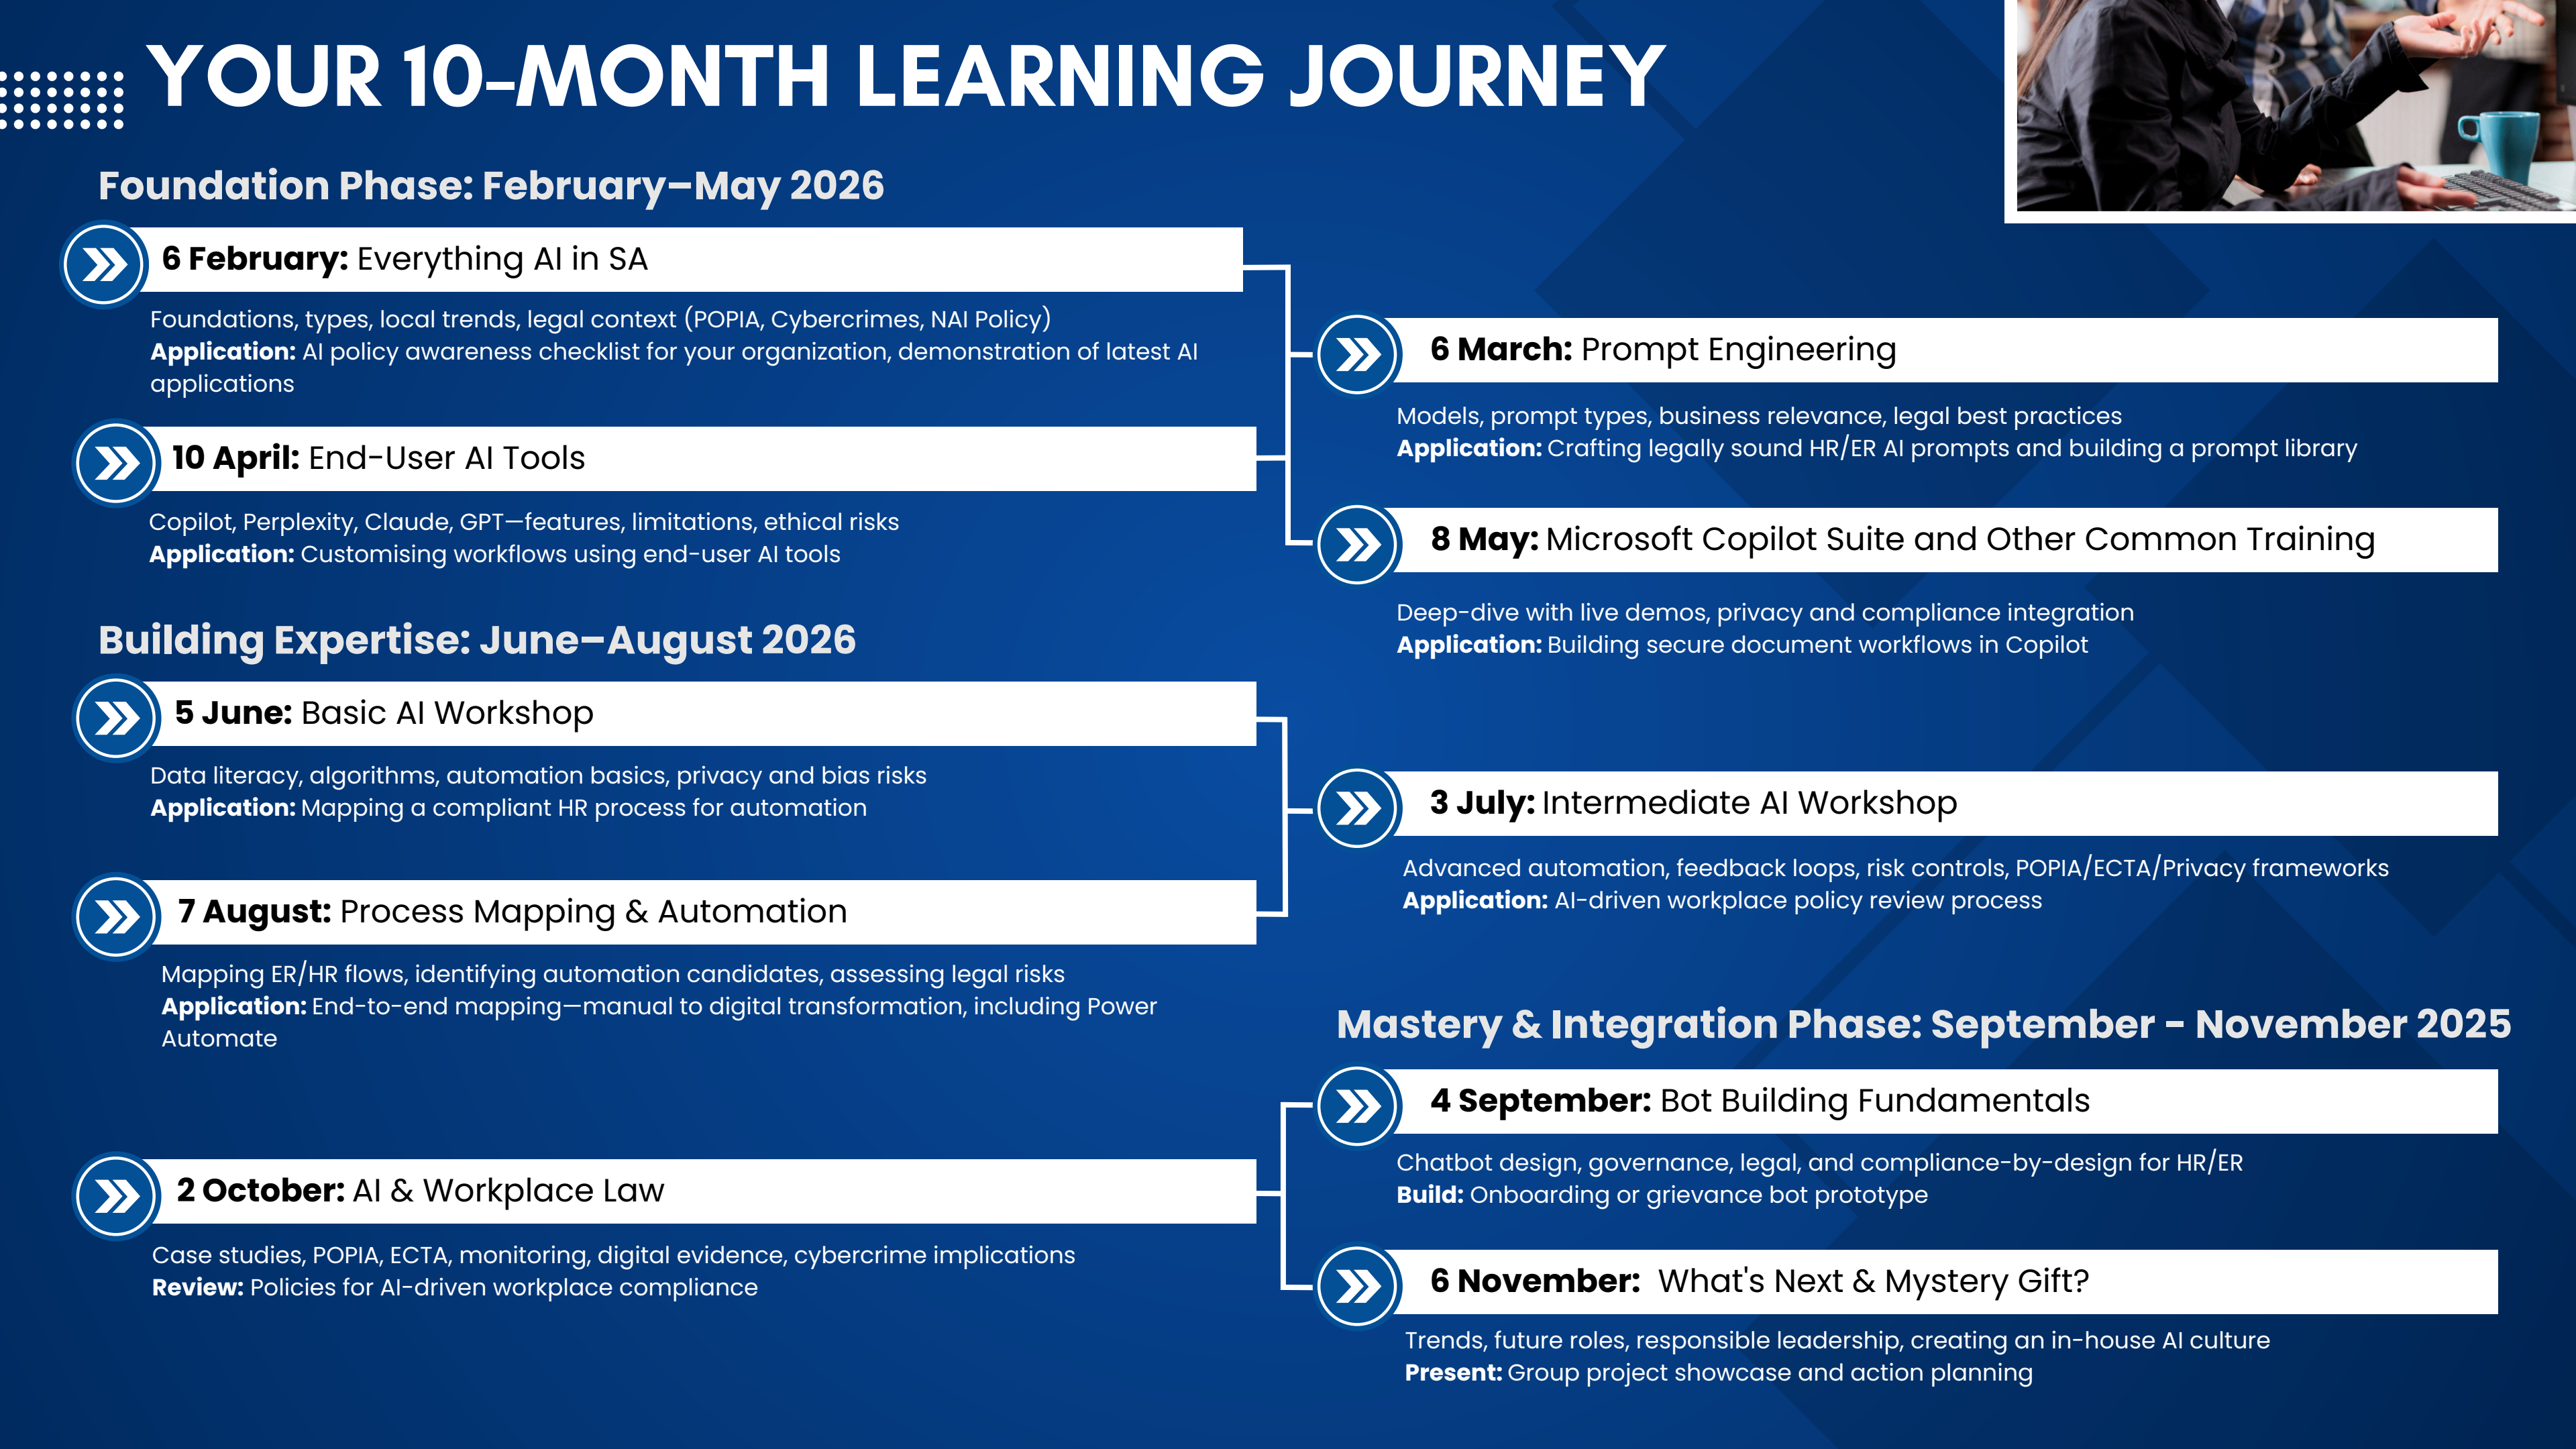 YOUR 10-MONTH LEARNING JOURNEY
Foundation Phase: February–May 2026
6 February: Everything AI in SA
Foundations, types, local trends, legal context (POPIA, Cybercrimes, NAI Policy)
Application: AI policy awareness checklist for your organization, demonstration of latest AI
applications
6 March: Prompt Engineering
Models, prompt types, business relevance, legal best practices
Application: Crafting legally sound HR/ER AI prompts and building a prompt library
10 April: End-User AI Tools
Copilot, Perplexity, Claude, GPT—features, limitations, ethical risks
Application: Customising workflows using end-user AI tools
8 May: Microsoft Copilot Suite and Other Common Training
Deep-dive with live demos, privacy and compliance integration
Application: Building secure document workflows in Copilot
Building Expertise: June–August 2026
5 June: Basic AI Workshop
Data literacy, algorithms, automation basics, privacy and bias risks
Application: Mapping a compliant HR process for automation
3 July: Intermediate AI Workshop
Advanced automation, feedback loops, risk controls, POPIA/ECTA/Privacy frameworks
Application: AI-driven workplace policy review process
7 August: Process Mapping & Automation
Mapping ER/HR flows, identifying automation candidates, assessing legal risks
Application: End-to-end mapping—manual to digital transformation, including Power
Automate
Mastery & Integration Phase: September - November 2025
4 September: Bot Building Fundamentals
Chatbot design, governance, legal, and compliance-by-design for HR/ER
Build: Onboarding or grievance bot prototype
2 October: AI & Workplace Law
Case studies, POPIA, ECTA, monitoring, digital evidence, cybercrime implications
Review: Policies for AI-driven workplace compliance
6 November: What's Next & Mystery Gift?
Trends, future roles, responsible leadership, creating an in-house AI culture
Present: Group project showcase and action planning